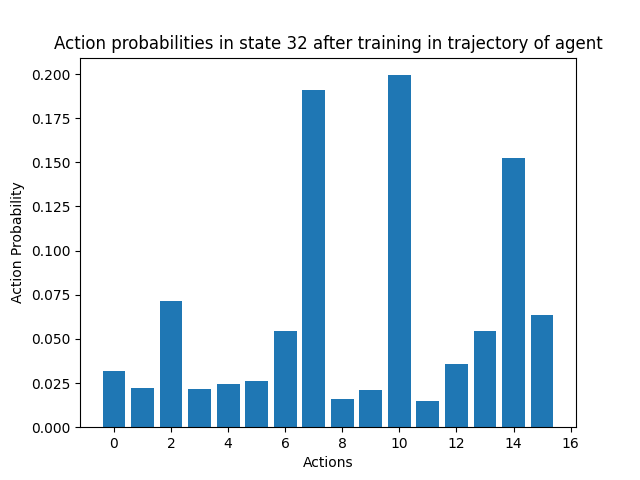 Action probabilities in state 32 after training in trajectory of agent
0.200
0.175
0.150
0.125
0.100
0.075
0.050
0.025
0.000
Action Probability
0 2 4 6 8 10 12 14 16
Actions